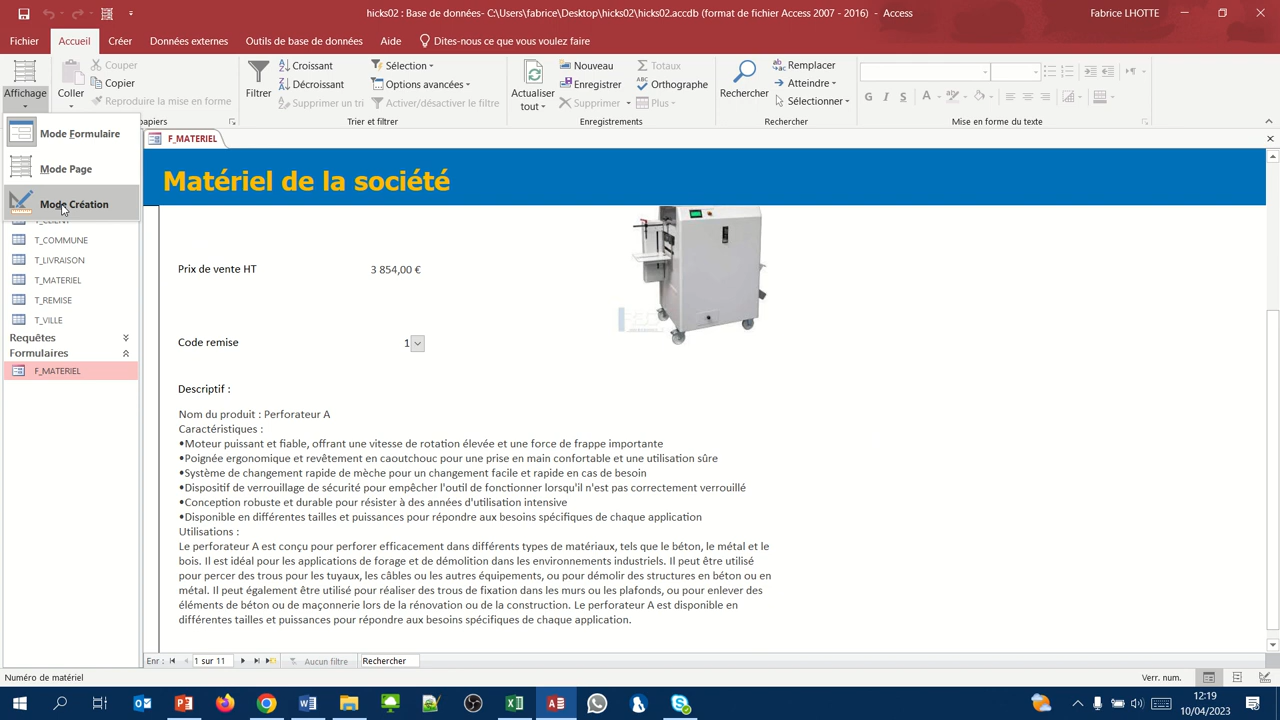 hicks02 : Base de données- C:\Users\fabrice\Desktop\hicks02\hicks02.accdb (format de fichier Access 2007 - 2016) - Access
Fabrice LHOTTE
Fichier
Accueil
Créer
Données externes
Outils de base de données
Aide
Dites-nous ce que vous voulez faire
Affichage
Coller
Couper
Copier
Reproduire la mise en forme
Filtrer
Croissant
Décroissant
Supprimer un tri
Sélection
Options avancées
Activer/désactiver le filtre
Actualiser
tout
Nouveau
Enregistrer
Supprimer
Totaux
Orthographe
Plus
Rechercher
Remplacer
Atteindre
Sélectionner
G I S
A
papiers
Trier et filtrer
Enregistrements
Rechercher
Mise en forme du texte
Mode Formulaire
Mode Page
Mode Création
T_COMMUNE
T_LIVRAISON
T_MATERIEL
T_REMISE
T_VILLE
Requêtes
Formulaires
F_MATERIEL
F_MATERIEL
Matériel de la société
Prix de vente HT
3 854,00 €
Code remise
1
Descriptif :
Nom du produit : Perforateur A
Caractéristiques :
•Moteur puissant et fiable, offrant une vitesse de rotation élevée et une force de frappe importante
•Poignée ergonomique et revêtement en caoutchouc pour une prise en main confortable et une utilisation sûre
•Système de changement rapide de mèche pour un changement facile et rapide en cas de besoin
•Dispositif de verrouillage de sécurité pour empêcher l'outil de fonctionner lorsqu'il n'est pas correctement verrouillé
•Conception robuste et durable pour résister à des années d'utilisation intensive
•Disponible en différentes tailles et puissances pour répondre aux besoins spécifiques de chaque application
Utilisations :
Le perforateur A est conçu pour perforer efficacement dans différents types de matériaux, tels que le béton, le métal et le
bois. Il est idéal pour les applications de forage et de démolition dans les environnements industriels. Il peut être utilisé
pour percer des trous pour les tuyaux, les câbles ou les autres équipements, ou pour démolir des structures en béton ou en
métal. Il peut également être utilisé pour réaliser des trous de fixation dans les murs ou les plafonds, ou pour enlever des
éléments de béton ou de maçonnerie lors de la rénovation ou de la construction. Le perforateur A est disponible en
différentes tailles et puissances pour répondre aux besoins spécifiques de chaque application.
Enr :
1 sur 11
Aucun filtre
Rechercher
Numéro de matériel
Verr. num.
12:19
10/04/2023